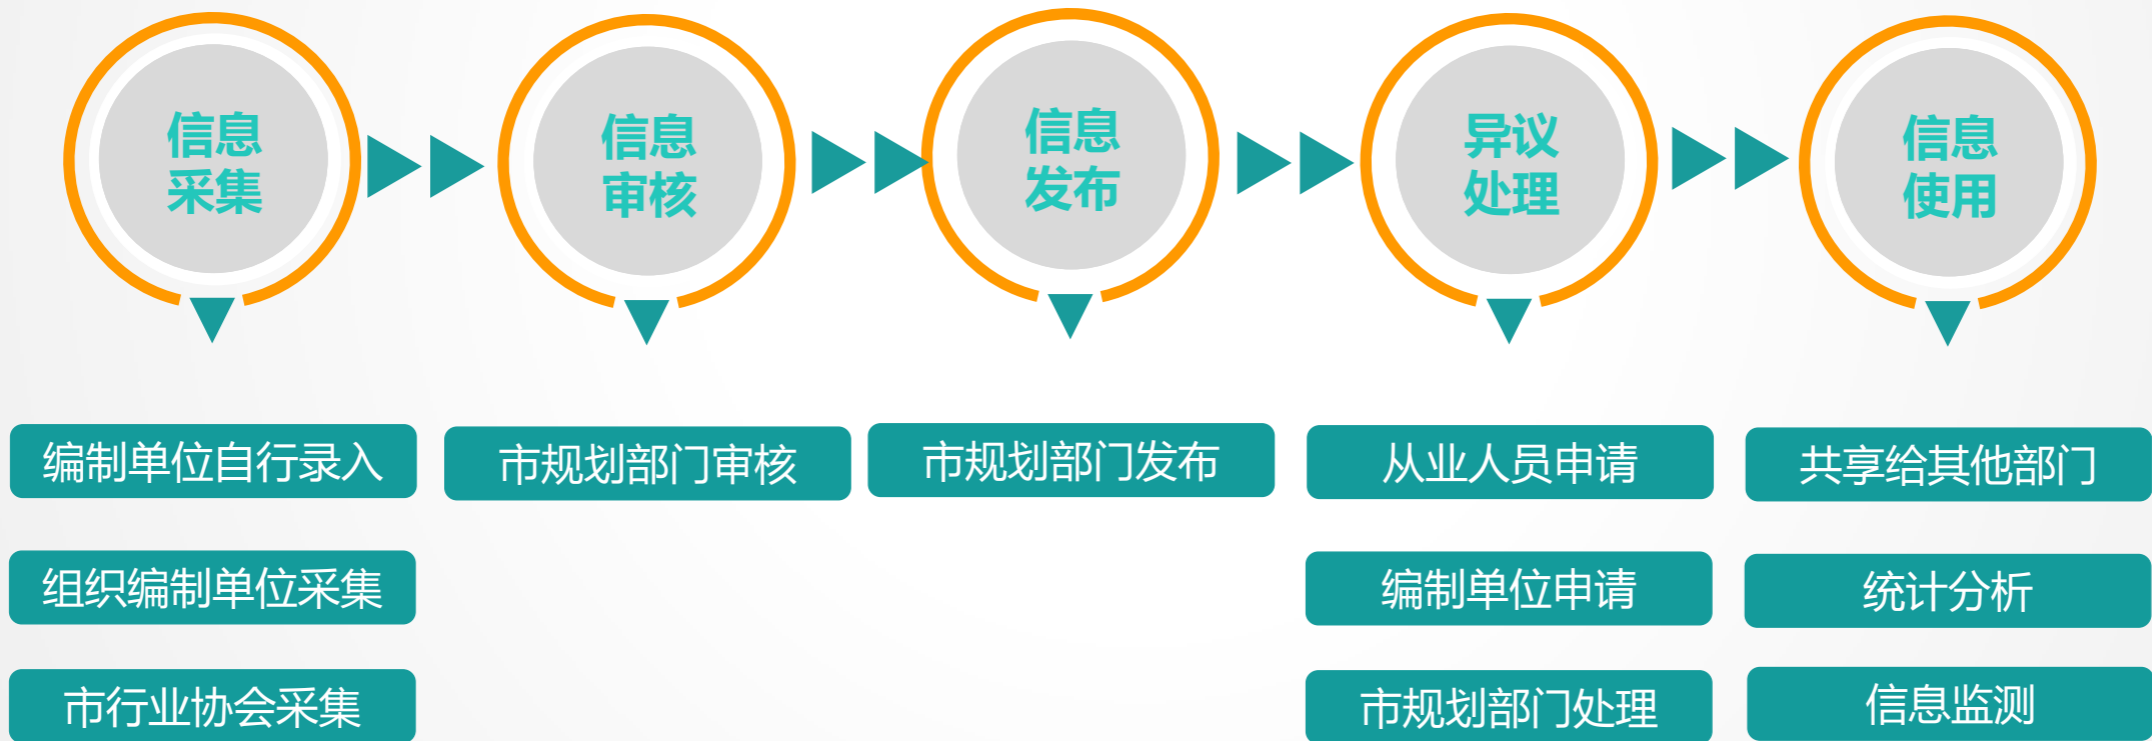 信息
采集
信息
审核
信息
发布
异议
处理
信息
使用
编制单位自行录入
市规划部门审核
市规划部门发布
从业人员申请
共享给其他部门
组织编制单位采集
编制单位申请
统计分析
市行业协会采集
市规划部门处理
信息监测